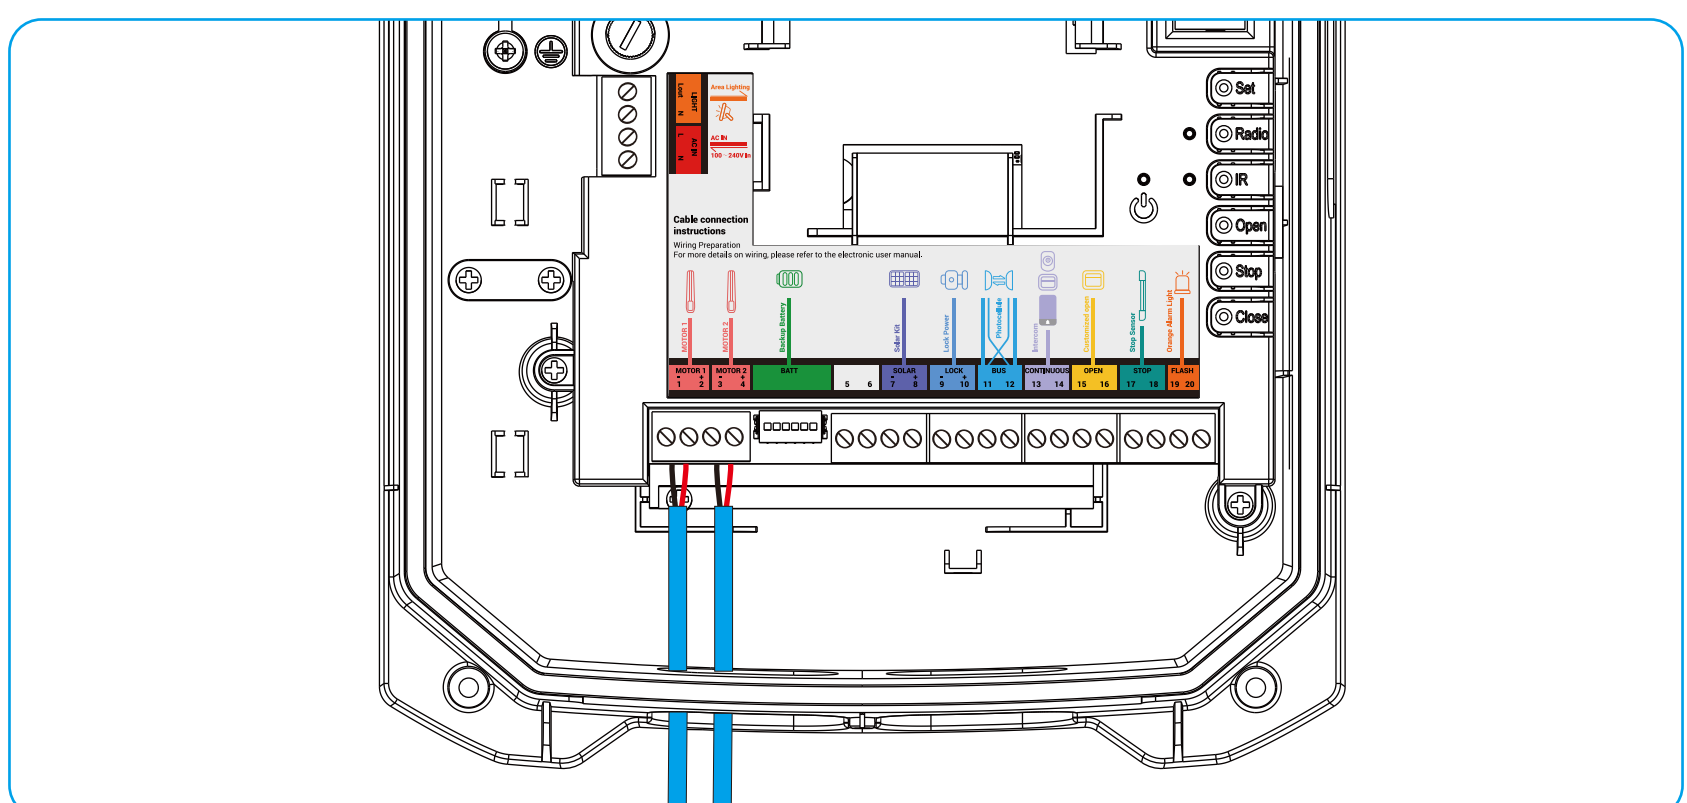 Set
Radio
IR
Open
Stop
Close
Lout N
LIGHT
L N
AC IN
Area Lighting
AC IN
100 ~ 240V In
Cable connection
instructions
Wiring Preparation
For more details on wiring, please refer to the electronic user manual.
MOTOR 1
MOTOR 2
Backup Battery
Solar Kit
Lock Power
Photocellule
Intercom
Customized open
Stop Sensor
Orange Alarm Light
MOTOR 1 MOTOR 2 BATT SOLAR LOCK BUS CONTINUOUS OPEN STOP FLASH
- + - + - + - +
1 2 3 4 5 6 7 8 9 10 11 12 13 14 15 16 17 18 19 20